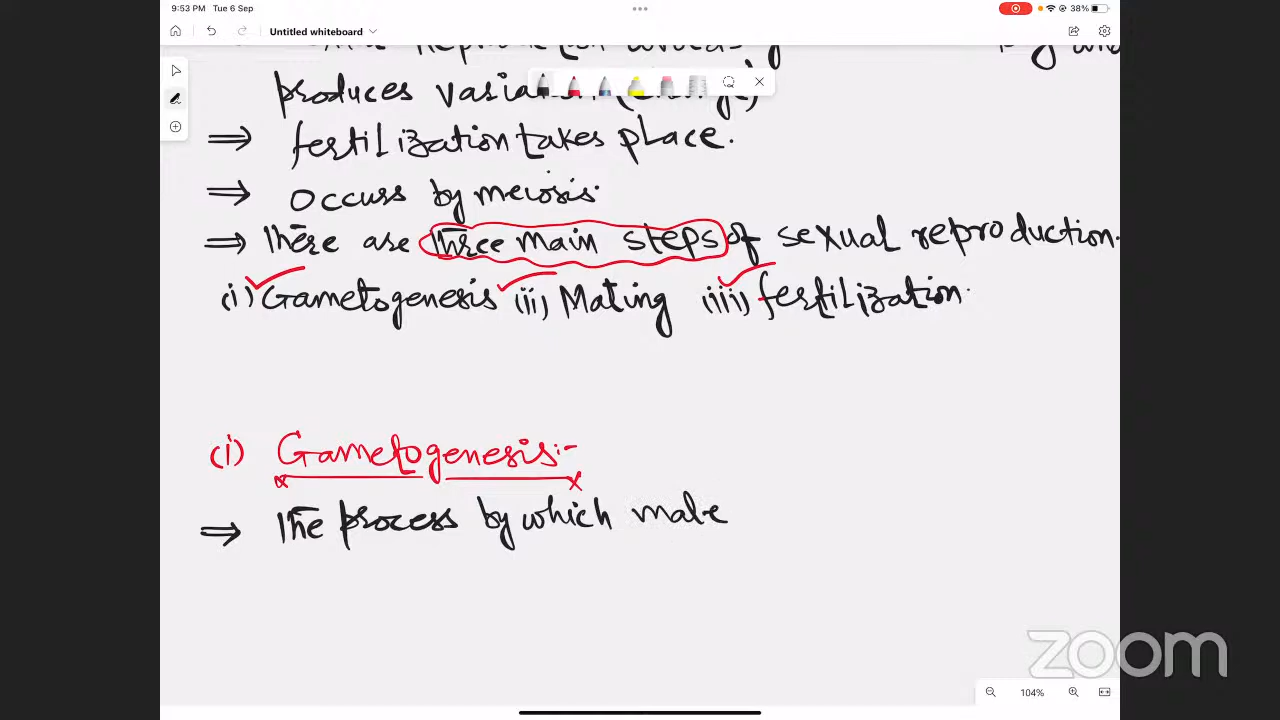 9:53 PM Tue 6 Sep
38%
Untitled whiteboard
produces variation
⇒ fertilization takes place.
⇒ occurs by meiosis.
⇒ There are three main steps of sexual reproduction.
(i) Gametogenesis (ii) Mating (iii) fertilization.
(i) Gametogenesis:-
⇒ The process by which male
zoom
104%